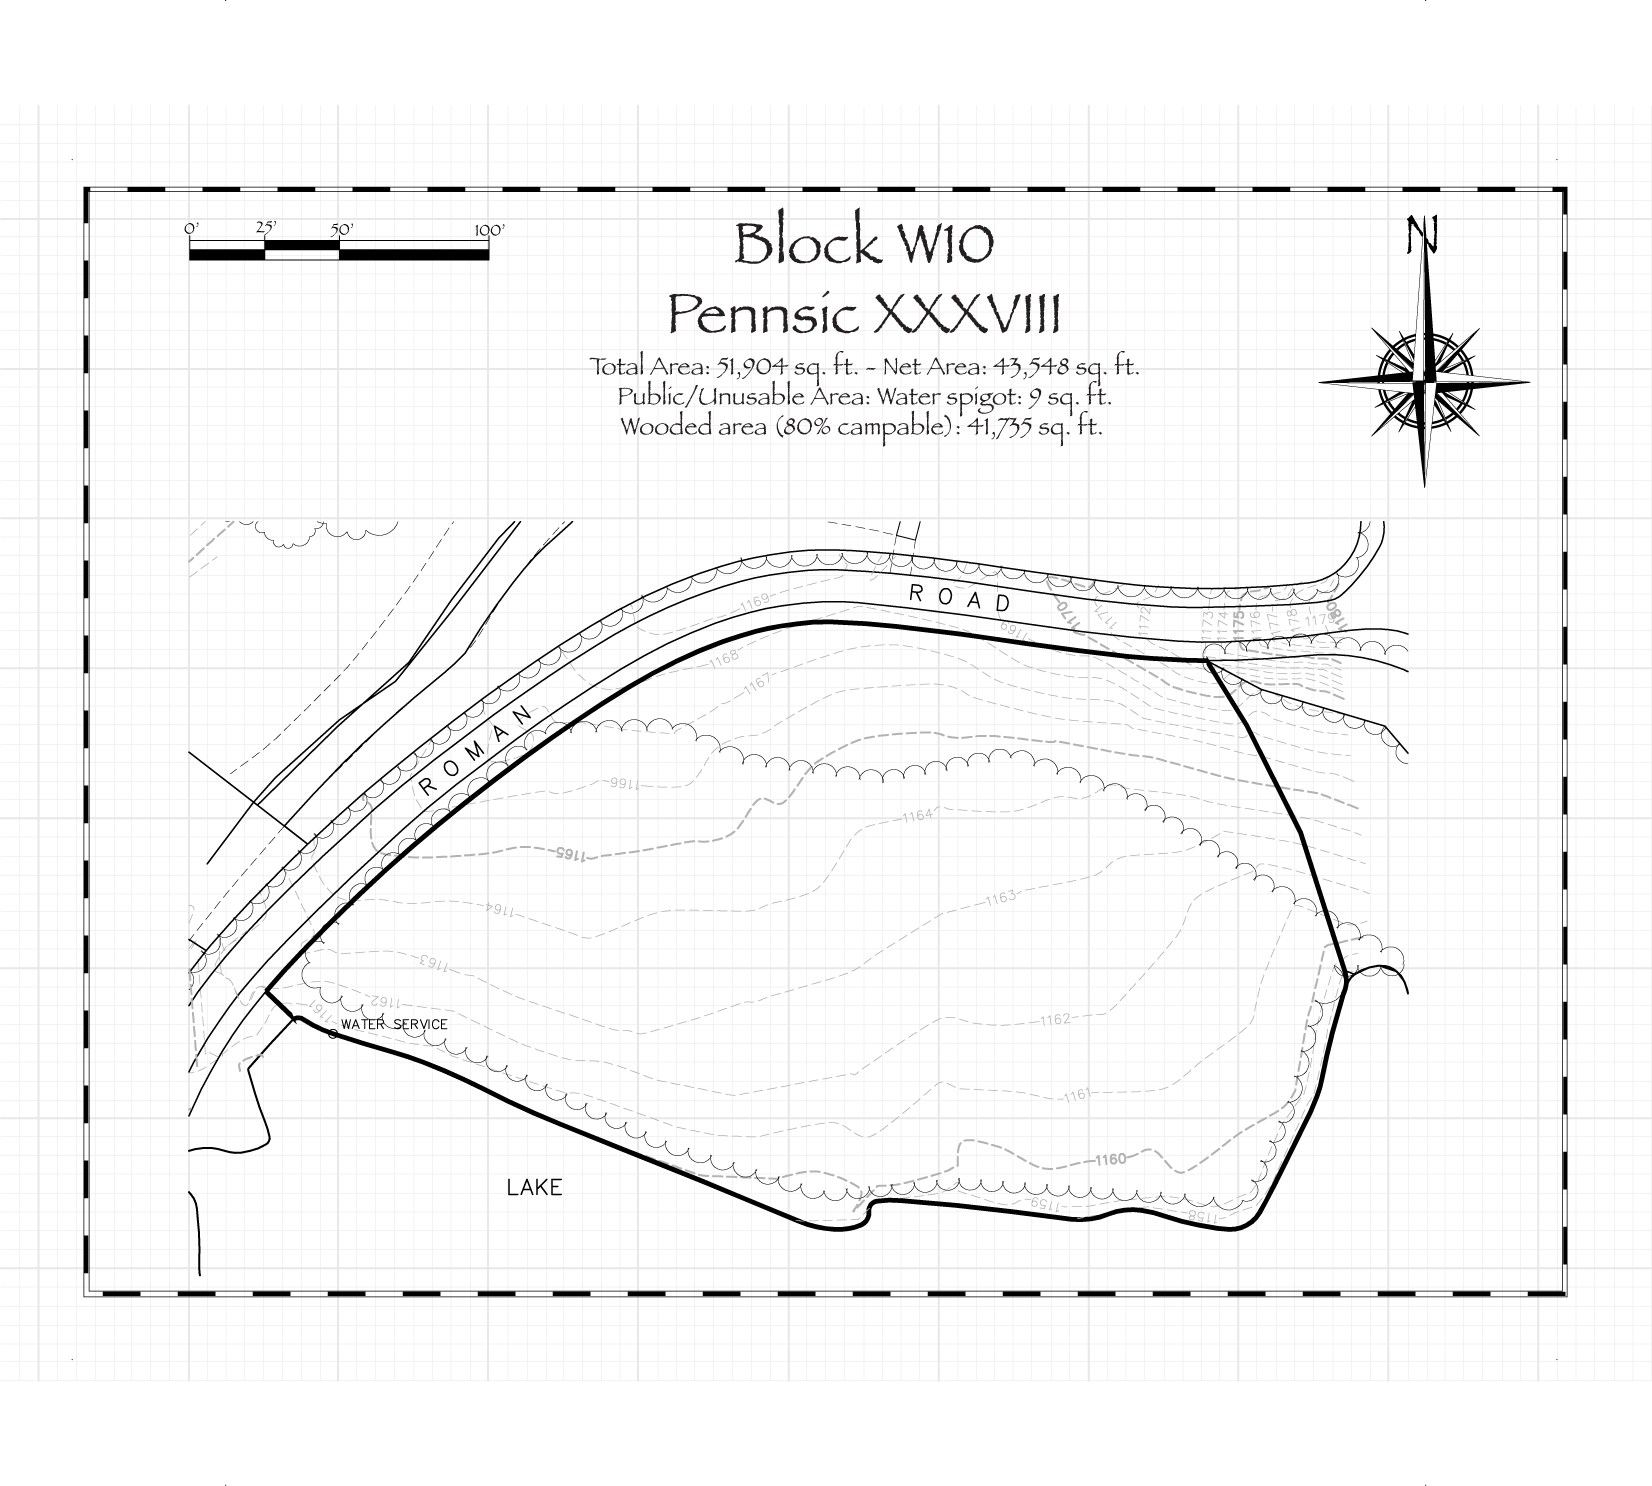 0' 25' 50' 100'
Block W10
N
Pennsic XXXVIII
Total Area: 51,904 sq. ft. - Net Area: 43,548 sq. ft.
Public/Unusable Area: Water spigot: 9 sq. ft.
Wooded area (80% campable): 41,735 sq. ft.
ROMAN ROAD
1169
1169
1170
1171
1172
1173
1174
1175
1176
1177
1178
1179
1180
1168
1167
1166
1165
1164
1164
1163
1163
1162
1162
1161
1161
WATER SERVICE
1160
1159
1158
LAKE